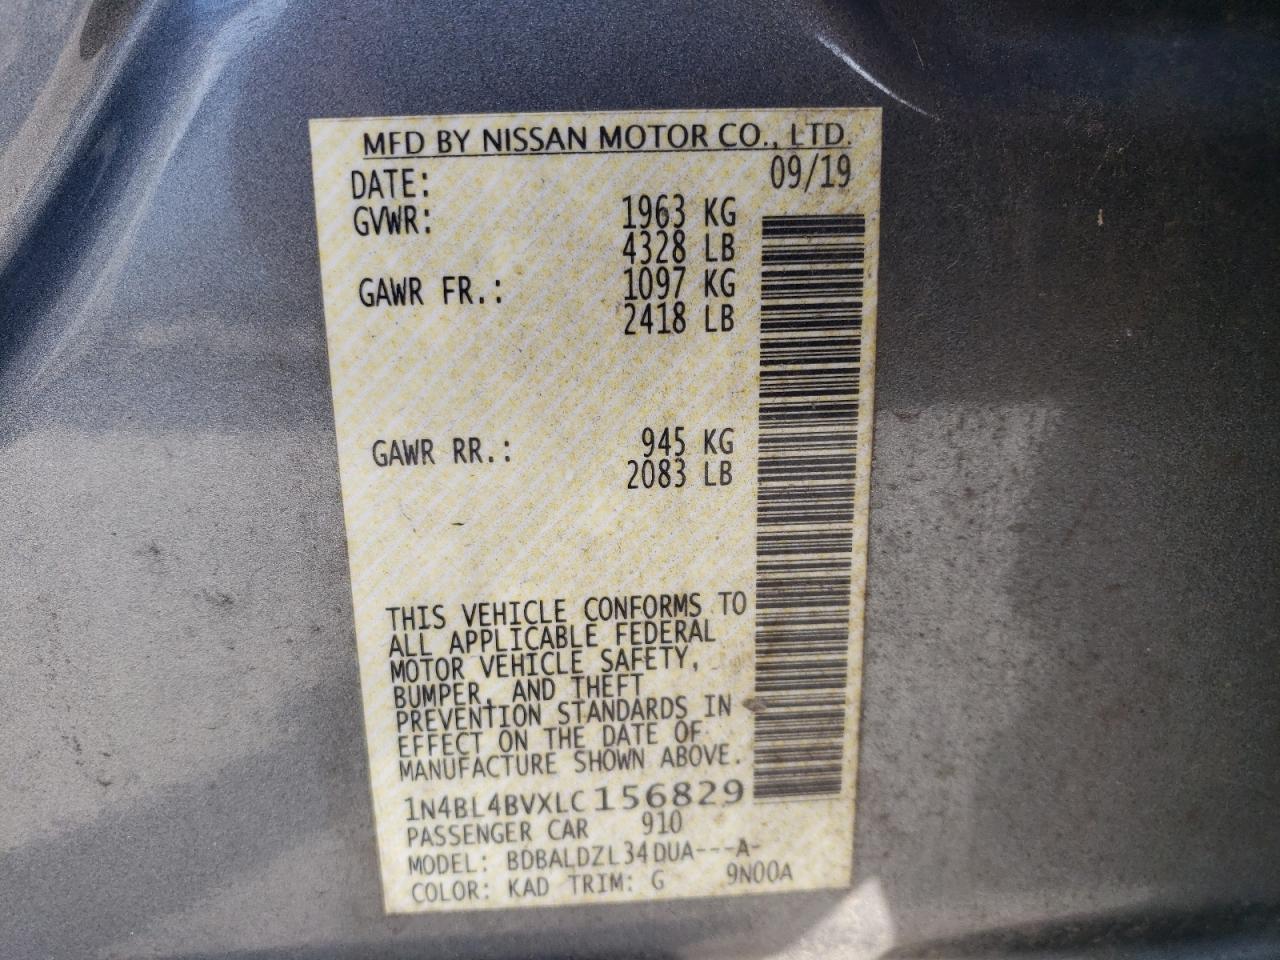 MFD BY NISSAN MOTOR CO., LTD.
DATE: 09/19
GVWR: 1963 KG
4328 LB
GAWR FR.: 1097 KG
2418 LB
GAWR RR.: 945 KG
2083 LB
THIS VEHICLE CONFORMS TO
ALL APPLICABLE FEDERAL
MOTOR VEHICLE SAFETY,
BUMPER, AND THEFT
PREVENTION STANDARDS IN
EFFECT ON THE DATE OF
MANUFACTURE SHOWN ABOVE.
1N4BL4BVXLC156829
PASSENGER CAR 910
MODEL: BDBALDZL34DUA---A-
COLOR: KAD TRIM: G 9N00A